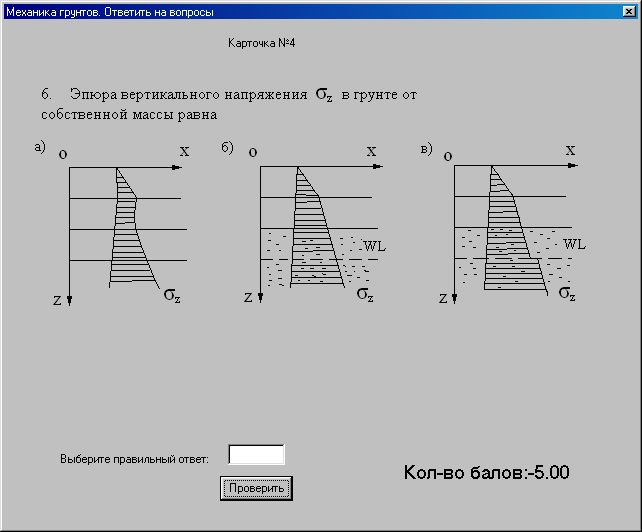 Механика грунтов. Ответить на вопросы
Карточка №4
6. Эпюра вертикального напряжения σz в грунте от
собственной массы равна
а) б) в)
O X O X O X
WL WL
Z σz Z σz Z σz
Выберите правильный ответ:
Кол-во балов:-5.00
Проверить